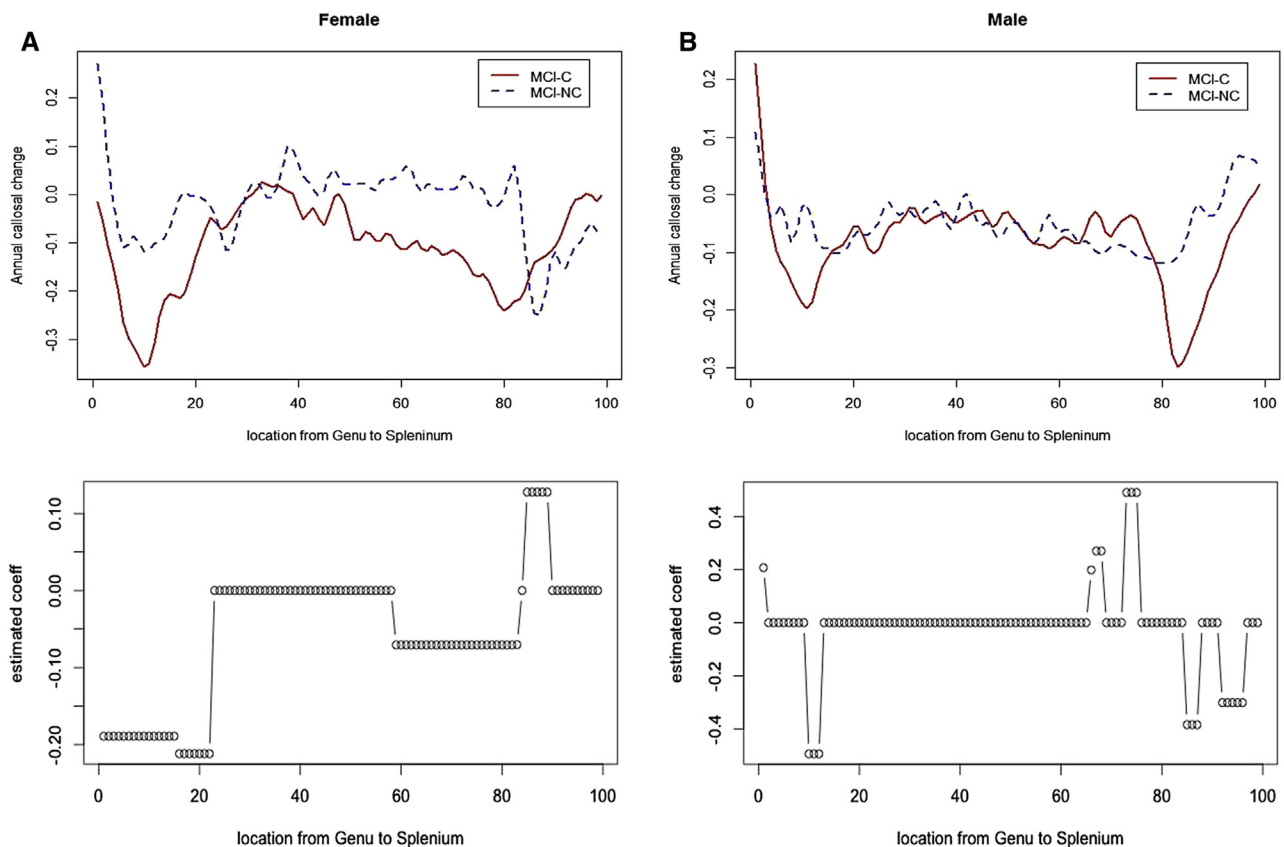 Female
Male
A
B
Annual callosal change
0.2
0.1
0.0
-0.1
-0.2
-0.3
MCI-C
MCI-NC
0 20 40 60 80 100
location from Genu to Spleninum
Annual callosal change
0.2
0.1
0.0
-0.1
-0.2
-0.3
MCI-C
MCI-NC
0 20 40 60 80 100
location from Genu to Spleninum
estimated coeff
0.10
0.00
-0.10
-0.20
0 20 40 60 80 100
location from Genu to Splenium
estimated coeff
0.4
0.2
0.0
-0.2
-0.4
0 20 40 60 80 100
location from Genu to Splenium